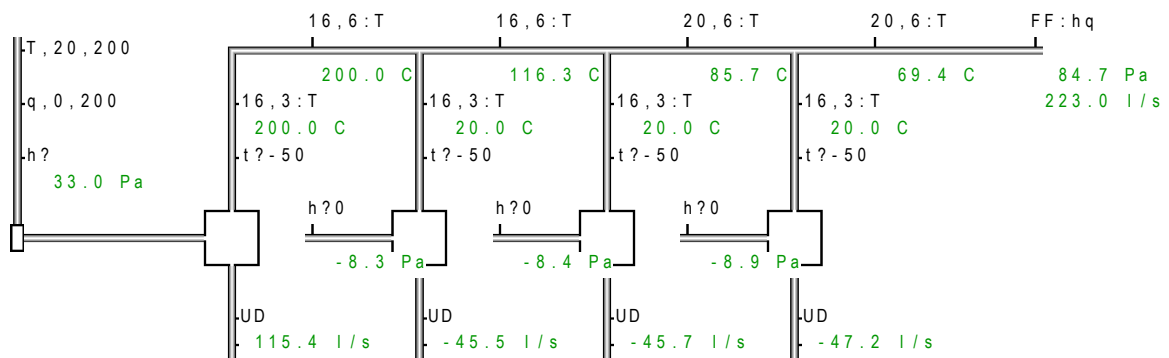 16,6:T 16,6:T 20,6:T 20,6:T FF:hq
T,20,200
200.0 C 116.3 C 85.7 C 69.4 C 84.7 Pa
q,0,200 16,3:T 16,3:T 16,3:T 16,3:T 223.0 l/s
200.0 C 20.0 C 20.0 C 20.0 C
h? t?-50 t?-50 t?-50 t?-50
33.0 Pa
h?0 h?0 h?0
-8.3 Pa -8.4 Pa -8.9 Pa
UD UD UD UD
115.4 l/s -45.5 l/s -45.7 l/s -47.2 l/s